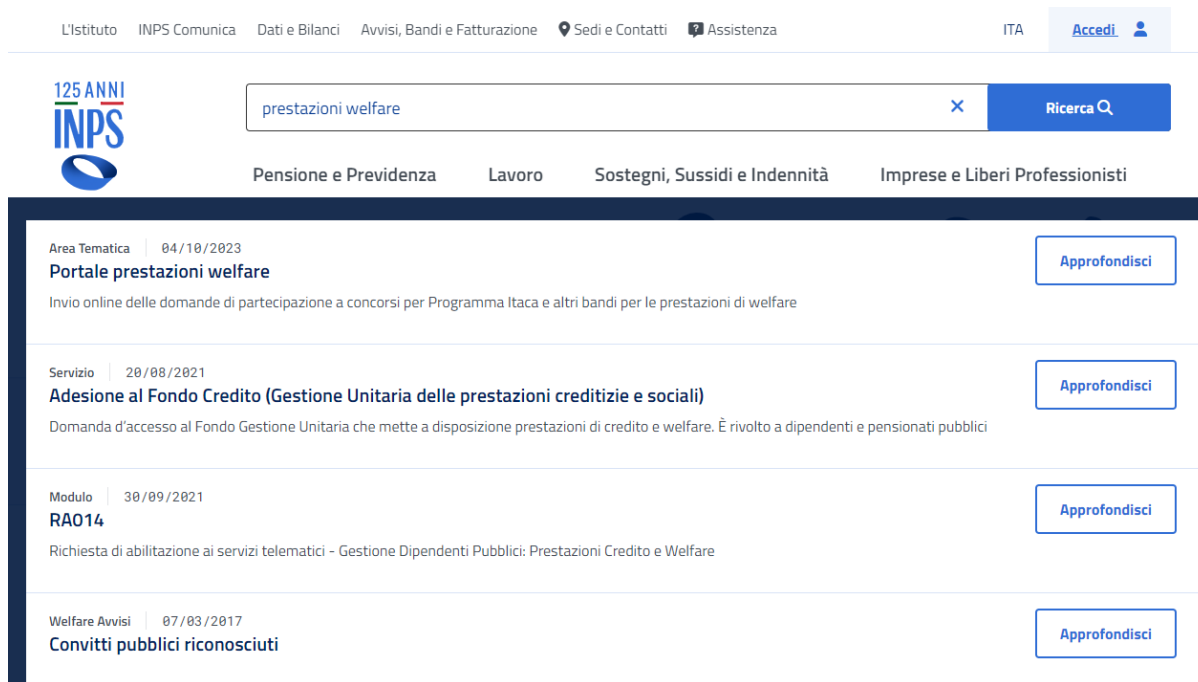 L'Istituto INPS Comunica Dati e Bilanci Avvisi, Bandi e Fatturazione Sedi e Contatti Assistenza ITA Accedi
125 ANNI
INPS
prestazioni welfare
Ricerca
Pensione e Previdenza Lavoro Sostegni, Sussidi e Indennità Imprese e Liberi Professionisti
Area Tematica 04/10/2023
Portale prestazioni welfare
Approfondisci
Invio online delle domande di partecipazione a concorsi per Programma Itaca e altri bandi per le prestazioni di welfare
Servizio 20/08/2021
Adesione al Fondo Credito (Gestione Unitaria delle prestazioni creditizie e sociali)
Approfondisci
Domanda d'accesso al Fondo Gestione Unitaria che mette a disposizione prestazioni di credito e welfare. È rivolto a dipendenti e pensionati pubblici
Modulo 30/09/2021
RA014
Approfondisci
Richiesta di abilitazione ai servizi telematici - Gestione Dipendenti Pubblici: Prestazioni Credito e Welfare
Welfare Avvisi 07/03/2017
Convitti pubblici riconosciuti
Approfondisci